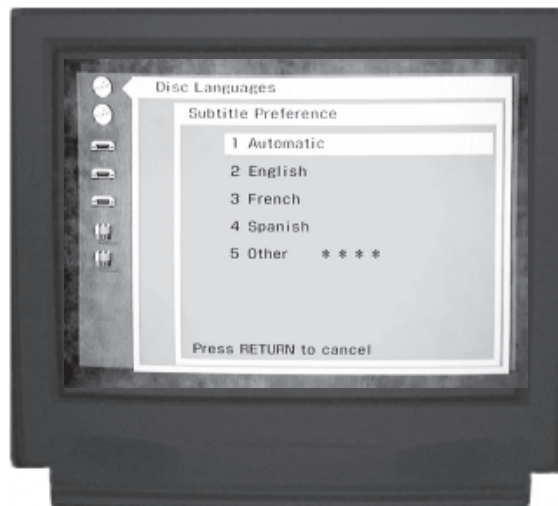 Disc Languages
Subtitle Preference
1 Automatic
2 English
3 French
4 Spanish
5 Other * * * *
Press RETURN to cancel